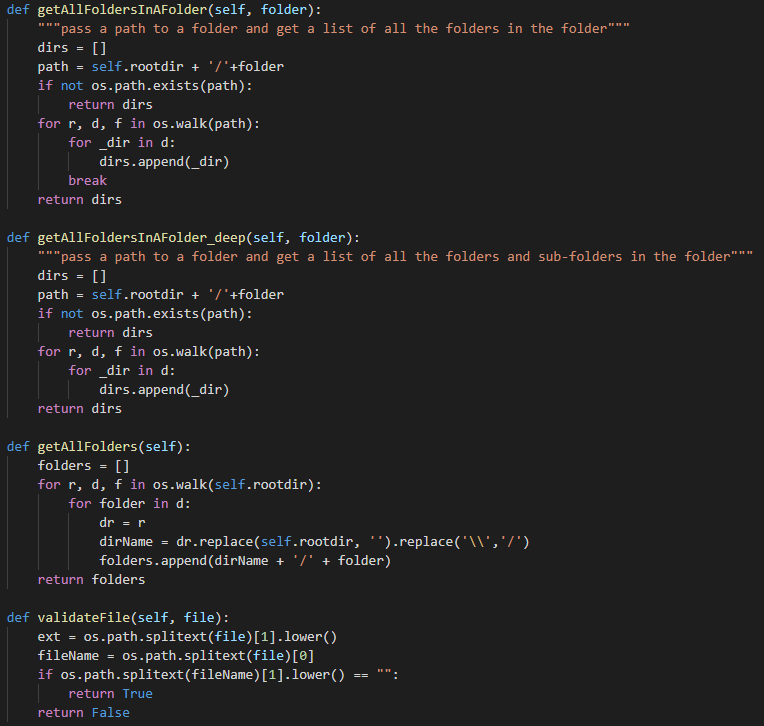 def getAllFoldersInAFolder(self, folder):
    """pass a path to a folder and get a list of all the folders in the folder"""
    dirs = []
    path = self.rootdir + '/'+folder
    if not os.path.exists(path):
        return dirs
    for r, d, f in os.walk(path):
        for _dir in d:
            dirs.append(_dir)
        break
    return dirs

def getAllFoldersInAFolder_deep(self, folder):
    """pass a path to a folder and get a list of all the folders and sub-folders in the folder"""
    dirs = []
    path = self.rootdir + '/'+folder
    if not os.path.exists(path):
        return dirs
    for r, d, f in os.walk(path):
        for _dir in d:
            dirs.append(_dir)
    return dirs

def getAllFolders(self):
    folders = []
    for r, d, f in os.walk(self.rootdir):
        for folder in d:
            dr = r
            dirName = dr.replace(self.rootdir, '').replace('\\','/')
            folders.append(dirName + '/' + folder)
    return folders

def validateFile(self, file):
    ext = os.path.splitext(file)[1].lower()
    fileName = os.path.splitext(file)[0]
    if os.path.splitext(fileName)[1].lower() == "":
        return True
    return False